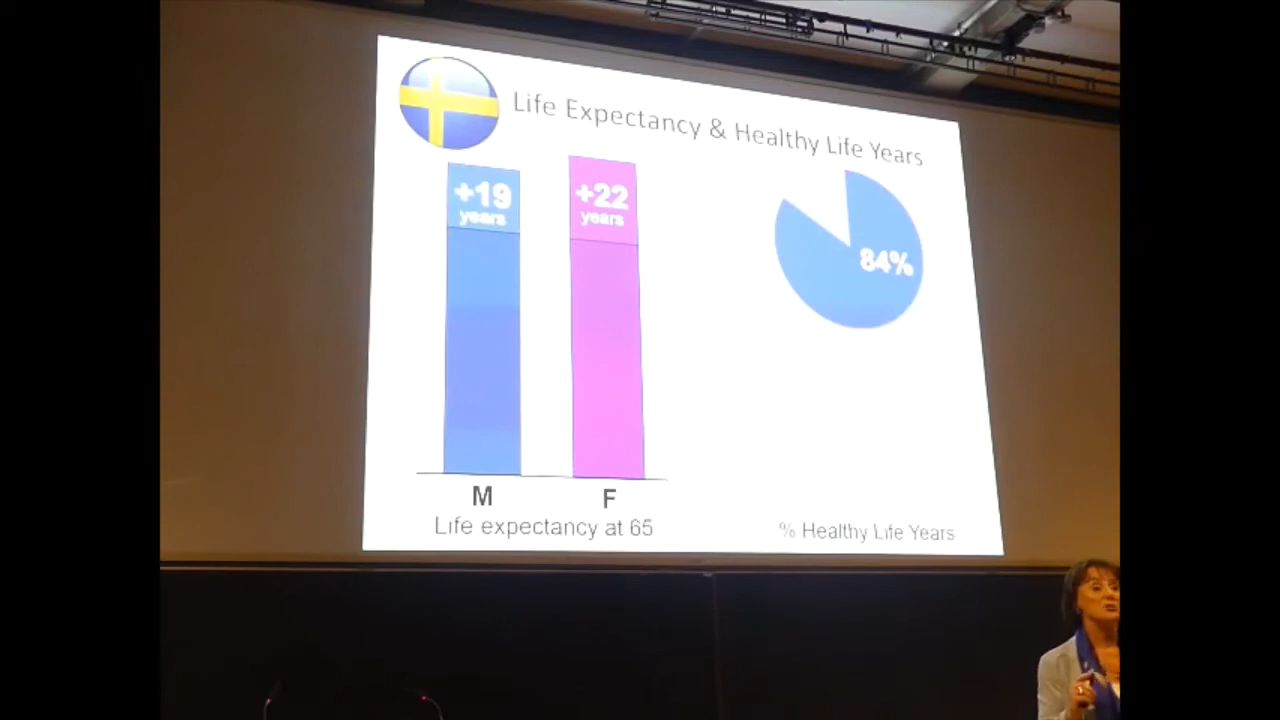 Life Expectancy & Healthy Life Years
+19
years
+22
years
84%
M
F
Life expectancy at 65
% Healthy Life Years